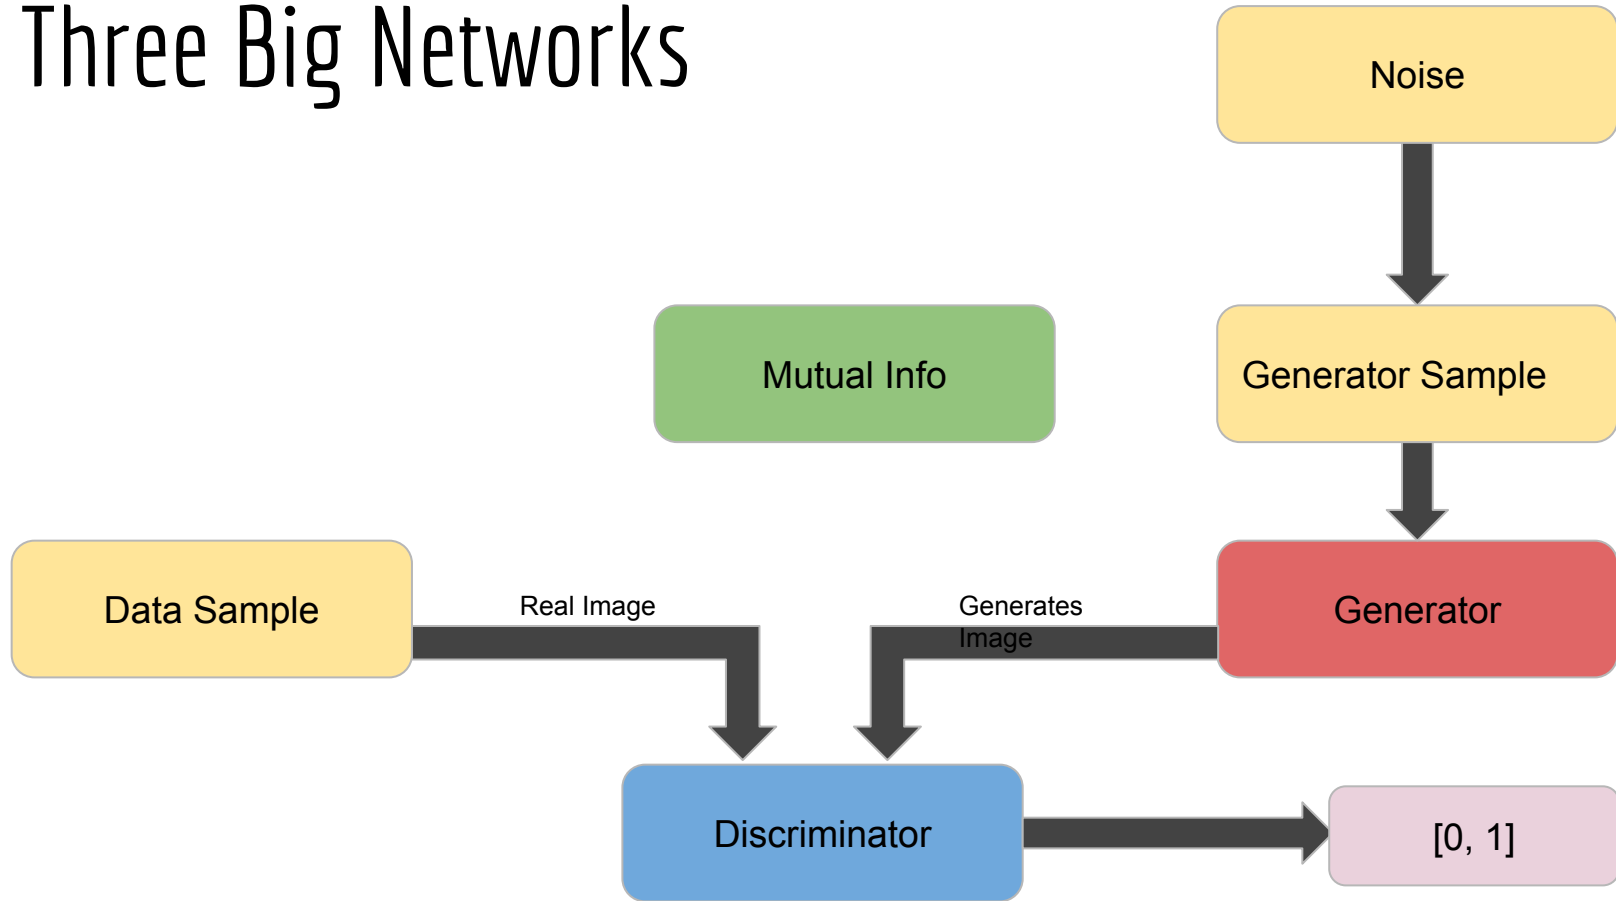 Three Big Networks
Noise
Mutual Info
Generator Sample
Data Sample
Real Image
Generates
Image
Generator
Discriminator
[0, 1]